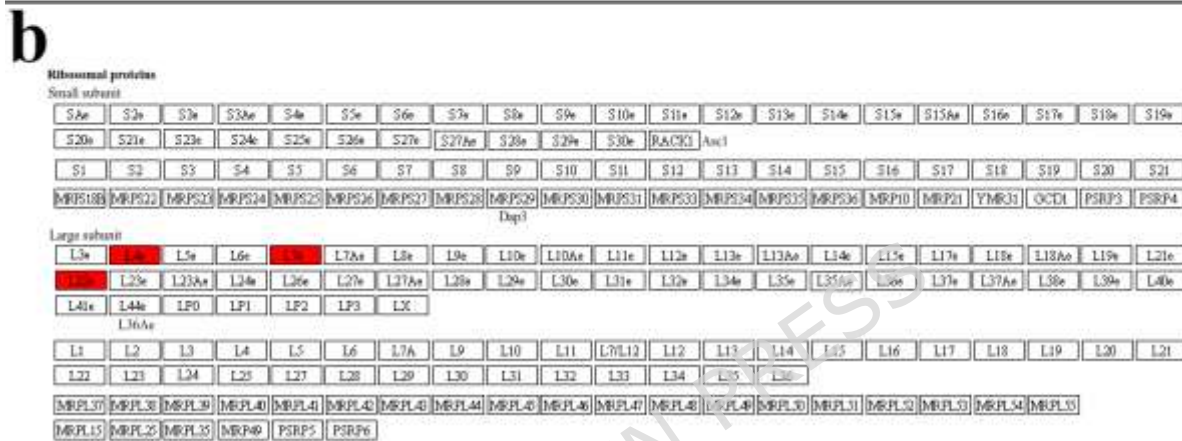 b
Ribosomal proteins
Small subunit
SAe S2e S3e S3Ae S4e S5e S6e S7e S8e S9e S10e S11e S12e S13e S14e S15e S15Ae S16e S17e S18e S19e
S20e S21e S23e S24e S25e S26e S27e S27Ae S28e S29e S30e RACK1 Asc1
S1 S2 S3 S4 S5 S6 S7 S8 S9 S10 S11 S12 S13 S14 S15 S16 S17 S18 S19 S20 S21
MRPS18B MRPS22 MRPS23 MRPS24 MRPS25 MRPS26 MRPS27 MRPS28 MRPS29 MRPS30 MRPS31 MRPS33 MRPS34 MRPS35 MRPS36 MRP10 MRP21 YMR31 GCD1 PSRP3 PSRP4
Dap3
Large subunit
L3e L4e L5e L6e L7Ae L8e L9e L10e L10Ae L11e L12e L13e L13Ae L14e L15e L17e L18e L18Ae L19e L21e
L22e L23e L23Ae L24e L26e L27e L27Ae L28e L29e L30e L31e L32e L34e L35e L35Ae L36e L37e L37Ae L38e L39e L40e
L41e L44e LP0 LP1 LP2 LP3 LX
L36Ae
L1 L2 L3 L4 L5 L6 L7A L9 L10 L11 L7/L12 L12 L13 L14 L15 L16 L17 L18 L19 L20 L21
L22 L23 L24 L25 L27 L28 L29 L30 L31 L32 L33 L34 L35 L36
MRPL37 MRPL38 MRPL39 MRPL40 MRPL41 MRPL42 MRPL43 MRPL44 MRPL45 MRPL46 MRPL47 MRPL48 MRPL49 MRPL50 MRPL51 MRPL52 MRPL53 MRPL54 MRPL55
MRPL15 MRPL25 MRPL35 MRP49 PSRP5 PSRP6
PRESS